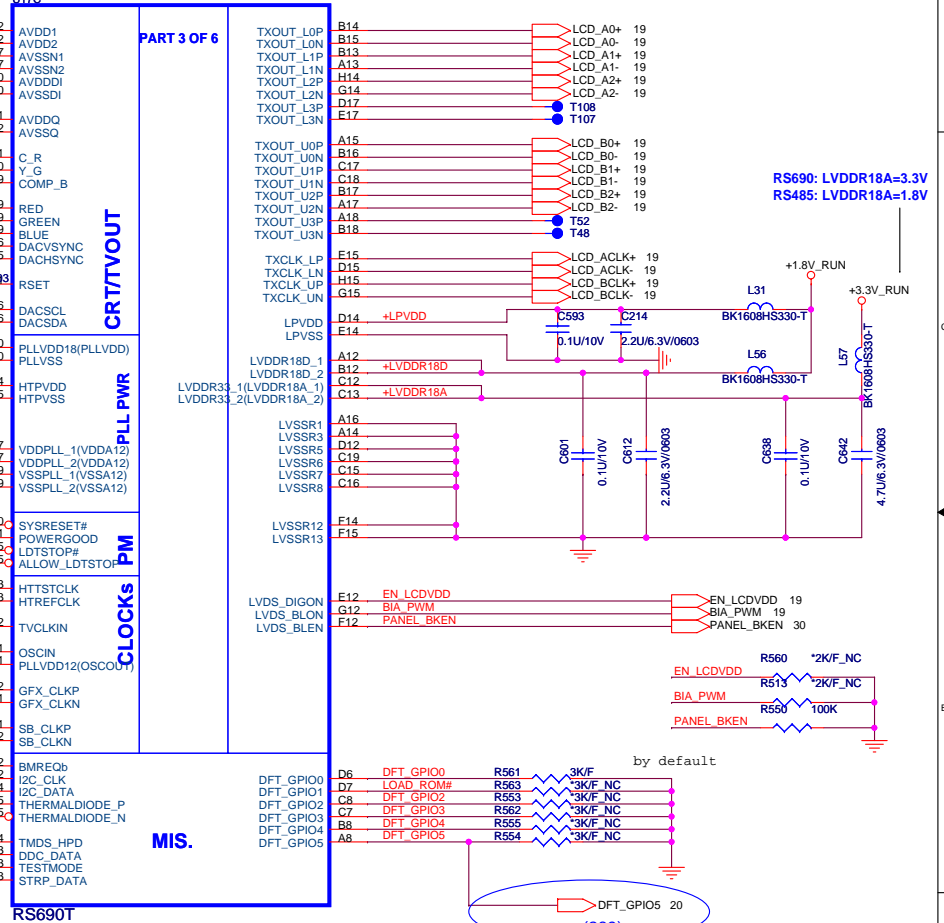 PART 3 OF 6
AVDD1
AVDD2
AVSSN1
AVSSN2
AVDDDI
AVSSDI
AVDDQ
AVSSQ
C_R
Y_G
COMP_B
RED
GREEN
BLUE
DACVSYNC
DACHSYNC
RSET
DACSCL
DACSDA
CRT/TVOUT
PLLVDD18(PLLVDD)
PLLVSS
HTPVDD
HTPVSS
VDDPLL_1(VDDA12)
VDDPLL_2(VDDA12)
VSSPLL_1(VSSA12)
VSSPLL_2(VSSA12)
PLL PWR
SYSRESET#
POWERGOOD
LDTSTOP#
ALLOW_LDTSTOP
PM
HTTSTCLK
HTREFCLK
TVCLKIN
OSCIN
PLLVDD12(OSCOUT)
GFX_CLKP
GFX_CLKN
SB_CLKP
SB_CLKN
CLOCKs
BMREQb
I2C_CLK
I2C_DATA
THERMALDIODE_P
THERMALDIODE_N
TMDS_HPD
DDC_DATA
TESTMODE
STRP_DATA
MIS.
RS690T
TXOUT_L0P B14 LCD_A0+ 19
TXOUT_L0N B15 LCD_A0- 19
TXOUT_L1P B13 LCD_A1+ 19
TXOUT_L1N A13 LCD_A1- 19
TXOUT_L2P H14 LCD_A2+ 19
TXOUT_L2N G14 LCD_A2- 19
TXOUT_L3P D17 T108
TXOUT_L3N E17 T107
TXOUT_U0P A15 LCD_B0+ 19
TXOUT_U0N B16 LCD_B0- 19
TXOUT_U1P C17 LCD_B1+ 19
TXOUT_U1N C18 LCD_B1- 19
TXOUT_U2P B17 LCD_B2+ 19
TXOUT_U2N A17 LCD_B2- 19
TXOUT_U3P A18 T52
TXOUT_U3N B18 T48
TXCLK_LP E15 LCD_ACLK+ 19
TXCLK_LN D15 LCD_ACLK- 19
TXCLK_UP H15 LCD_BCLK+ 19
TXCLK_UN G15 LCD_BCLK- 19
LPVDD D14 +LPVDD
LPVSS E14
LVDDR18D_1 A12
LVDDR18D_2 B12 +LVDDR18D
LVDDR33_1(LVDDR18A_1) C12
LVDDR33_2(LVDDR18A_2) C13 +LVDDR18A
LVSSR1 A16
LVSSR3 A14
LVSSR5 D12
LVSSR6 C19
LVSSR7 C15
LVSSR8 C16
LVSSR12 F14
LVSSR13 F15
LVDS_DIGON E12 EN_LCDVDD EN_LCDVDD 19
LVDS_BLON G12 BIA_PWM BIA_PWM 19
LVDS_BLEN F12 PANEL_BKEN PANEL_BKEN 30
RS690: LVDDR18A=3.3V
RS485: LVDDR18A=1.8V
+1.8V_RUN
+3.3V_RUN
L31
BK1608HS330-T
L56
BK1608HS330-T
L57
BK1608HS330-T
C593
0.1U/10V
C214
2.2U/6.3V/0603
C601
0.1U/10V
C612
2.2U/6.3V/0603
C638
0.1U/10V
C642
4.7U/6.3V/0603
EN_LCDVDD R560 *2K/F_NC
BIA_PWM R513 *2K/F_NC
PANEL_BKEN R550 100K
by default
DFT_GPIO0 D6 DFT_GPIO0 R561 3K/F
DFT_GPIO1 D7 LOAD_ROM# R563 *3K/F_NC
DFT_GPIO2 C8 DFT_GPIO2 R553 *3K/F_NC
DFT_GPIO3 C7 DFT_GPIO3 R562 *3K/F_NC
DFT_GPIO4 B8 DFT_GPIO4 R555 *3K/F_NC
DFT_GPIO5 A8 DFT_GPIO5 R554 *3K/F_NC
DFT_GPIO5 20